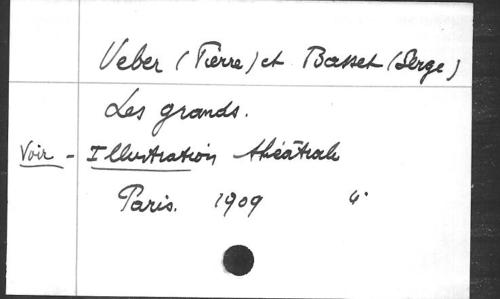 Veber (Pierre) et Basset (Serge)
Les grands.
Voir - Illustration théâtrale
Paris. 1909 4°